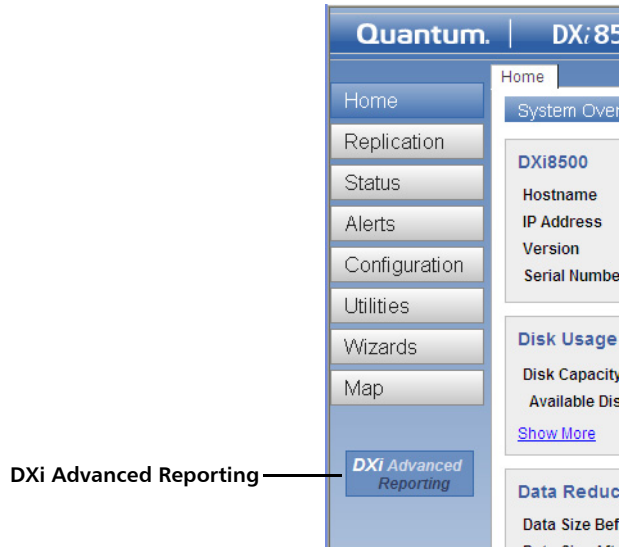 Quantum. | DXi85
Home
Home
Replication
Status
Alerts
Configuration
Utilities
Wizards
Map
DXi Advanced
Reporting
DXi Advanced Reporting
System Over
DXi8500
Hostname
IP Address
Version
Serial Numbe
Disk Usage
Disk Capacity
Available Dis
Show More
Data Reduc
Data Size Bef